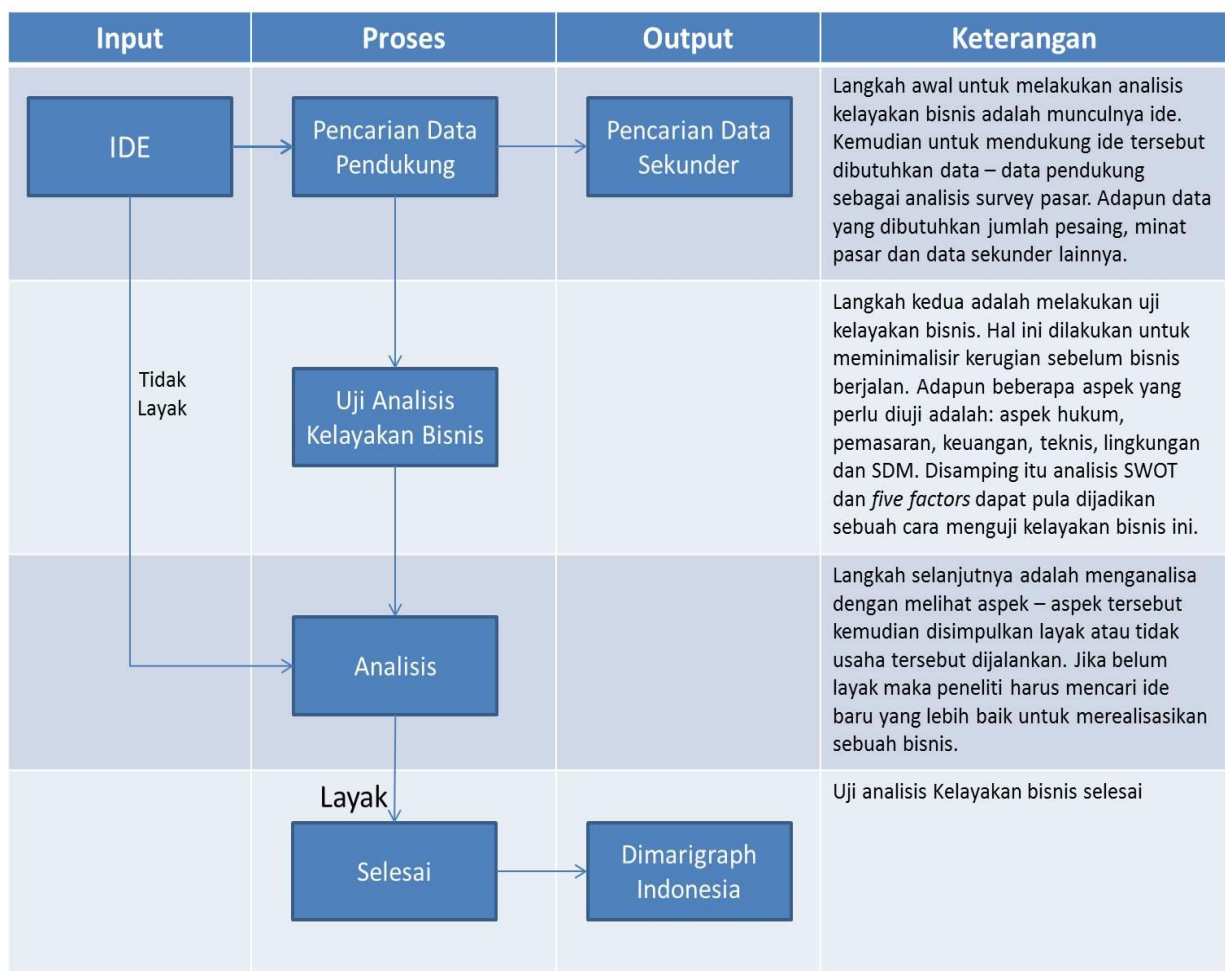 Input
Proses
Output
Keterangan
IDE
Pencarian Data
Pendukung
Pencarian Data
Sekunder
Langkah awal untuk melakukan analisis
kelayakan bisnis adalah munculnya ide.
Kemudian untuk mendukung ide tersebut
dibutuhkan data – data pendukung
sebagai analisis survey pasar. Adapun data
yang dibutuhkan jumlah pesaing, minat
pasar dan data sekunder lainnya.
Tidak
Layak
Uji Analisis
Kelayakan Bisnis
Langkah kedua adalah melakukan uji
kelayakan bisnis. Hal ini dilakukan untuk
meminimalisir kerugian sebelum bisnis
berjalan. Adapun beberapa aspek yang
perlu diuji adalah: aspek hukum,
pemasaran, keuangan, teknis, lingkungan
dan SDM. Disamping itu analisis SWOT
dan five factors dapat pula dijadikan
sebuah cara menguji kelayakan bisnis ini.
Analisis
Langkah selanjutnya adalah menganalisa
dengan melihat aspek – aspek tersebut
kemudian disimpulkan layak atau tidak
usaha tersebut dijalankan. Jika belum
layak maka peneliti harus mencari ide
baru yang lebih baik untuk merealisasikan
sebuah bisnis.
Layak
Selesai
Dimarigraph
Indonesia
Uji analisis Kelayakan bisnis selesai